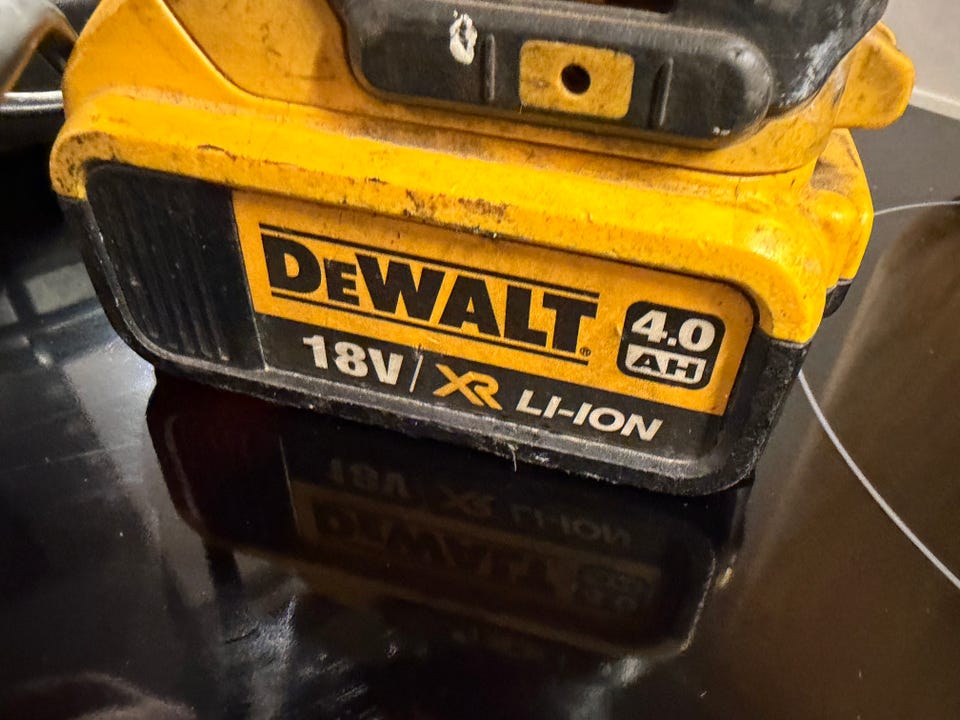 DEWALT®
4.0
AH
18V / XR LI-ION